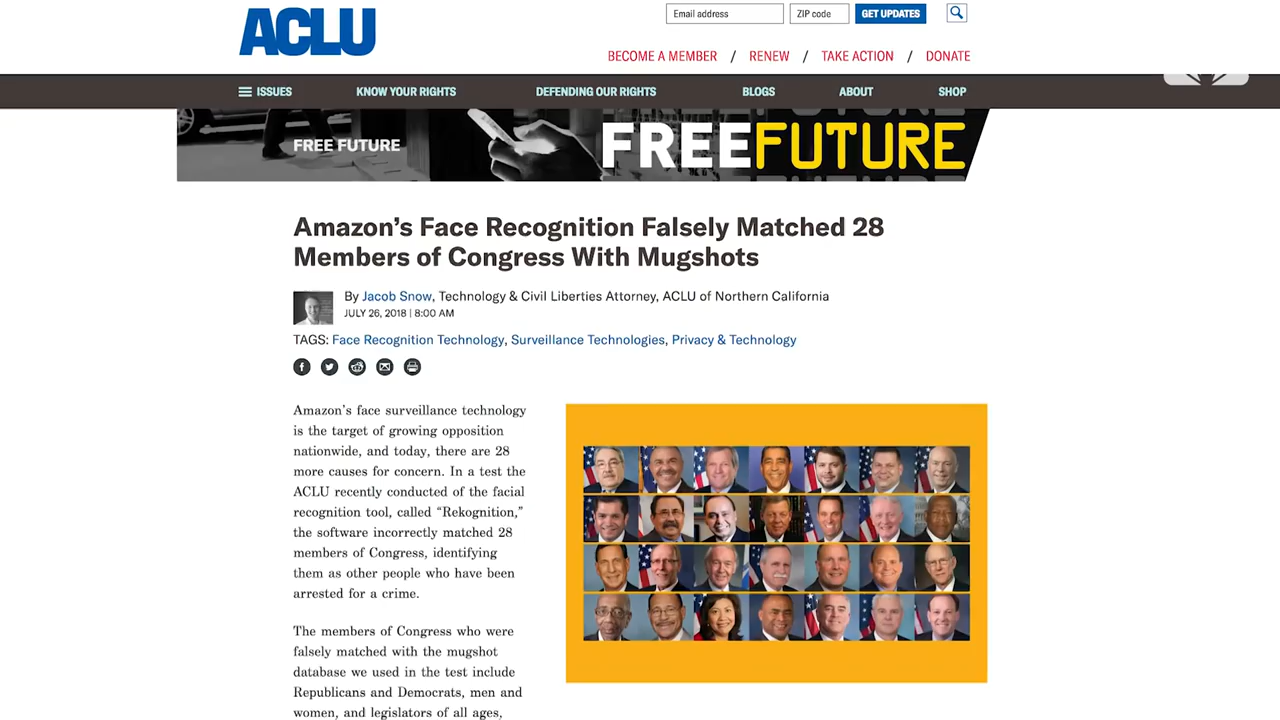 ACLU
Email address
ZIP code
GET UPDATES
BECOME A MEMBER / RENEW / TAKE ACTION / DONATE
ISSUES
KNOW YOUR RIGHTS
DEFENDING OUR RIGHTS
BLOGS
ABOUT
SHOP
FREE FUTURE
FREEFUTURE
Amazon’s Face Recognition Falsely Matched 28
Members of Congress With Mugshots
By Jacob Snow, Technology & Civil Liberties Attorney, ACLU of Northern California
JULY 26, 2018 | 8:00 AM
TAGS: Face Recognition Technology, Surveillance Technologies, Privacy & Technology
Amazon’s face surveillance technology
is the target of growing opposition
nationwide, and today, there are 28
more causes for concern. In a test the
ACLU recently conducted of the facial
recognition tool, called “Rekognition,”
the software incorrectly matched 28
members of Congress, identifying
them as other people who have been
arrested for a crime.
The members of Congress who were
falsely matched with the mugshot
database we used in the test include
Republicans and Democrats, men and
women, and legislators of all ages,